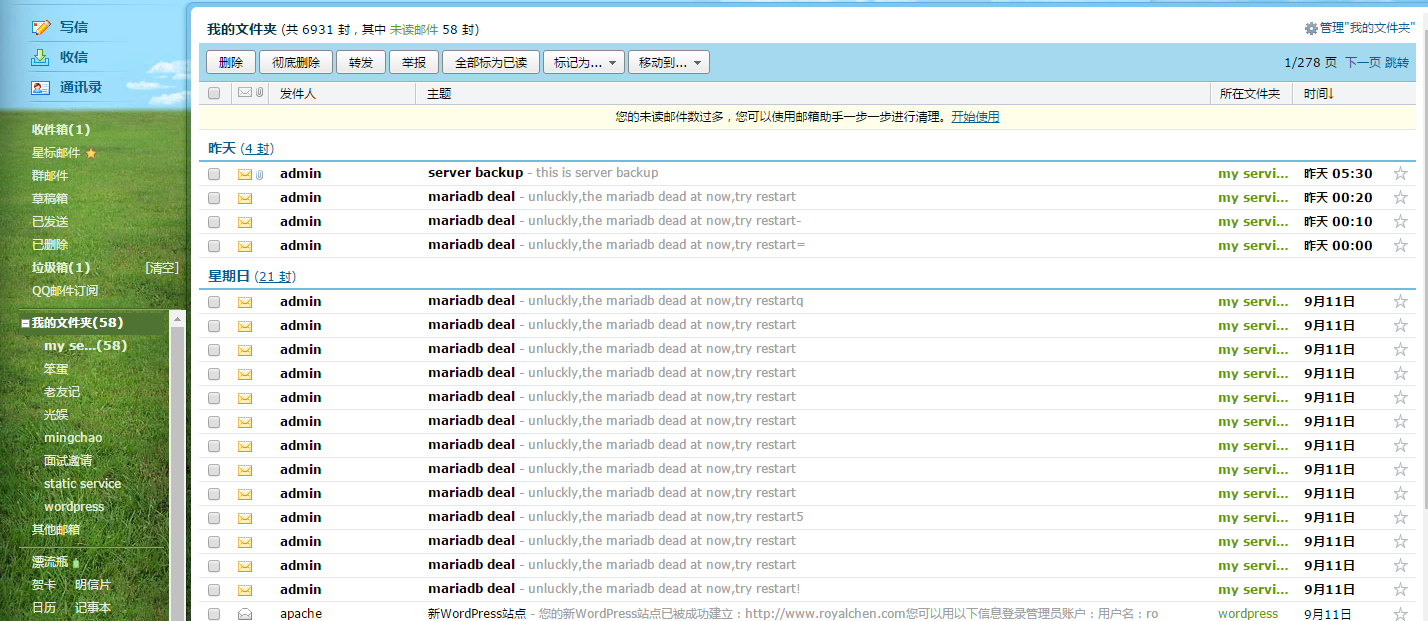 写信
收信
通讯录
收件箱(1)
星标邮件
群邮件
草稿箱
已发送
已删除
垃圾箱(1) [清空]
QQ邮件订阅
我的文件夹(58)
my se...(58)
笨蛋
老友记
光娱
mingchao
面试邀请
static service
wordpress
其他邮箱
漂流瓶
贺卡 | 明信片
日历 | 记事本
我的文件夹 (共 6931 封，其中 未读邮件 58 封) 管理"我的文件夹"
删除 彻底删除 转发 举报 全部标为已读 标记为... 移动到... 1/278 页 下一页 跳转
发件人 主题 所在文件夹 时间↓
您的未读邮件数过多，您可以使用邮箱助手一步一步进行清理。 开始使用
昨天 (4 封)
admin server backup - this is server backup my servi... 昨天 05:30
admin mariadb deal - unluckly,the mariadb dead at now,try restart my servi... 昨天 00:20
admin mariadb deal - unluckly,the mariadb dead at now,try restart- my servi... 昨天 00:10
admin mariadb deal - unluckly,the mariadb dead at now,try restart= my servi... 昨天 00:00
星期日 (21 封)
admin mariadb deal - unluckly,the mariadb dead at now,try restartq my servi... 9月11日
admin mariadb deal - unluckly,the mariadb dead at now,try restart my servi... 9月11日
admin mariadb deal - unluckly,the mariadb dead at now,try restart my servi... 9月11日
admin mariadb deal - unluckly,the mariadb dead at now,try restart my servi... 9月11日
admin mariadb deal - unluckly,the mariadb dead at now,try restart my servi... 9月11日
admin mariadb deal - unluckly,the mariadb dead at now,try restart my servi... 9月11日
admin mariadb deal - unluckly,the mariadb dead at now,try restart my servi... 9月11日
admin mariadb deal - unluckly,the mariadb dead at now,try restart my servi... 9月11日
admin mariadb deal - unluckly,the mariadb dead at now,try restart my servi... 9月11日
admin mariadb deal - unluckly,the mariadb dead at now,try restart5 my servi... 9月11日
admin mariadb deal - unluckly,the mariadb dead at now,try restart my servi... 9月11日
admin mariadb deal - unluckly,the mariadb dead at now,try restart my servi... 9月11日
admin mariadb deal - unluckly,the mariadb dead at now,try restart! my servi... 9月11日
apache 新WordPress站点 - 您的新WordPress站点已被成功建立：http://www.royalchen.com您可以用以下信息登录管理员账户：用户名：ro wordpress 9月11日